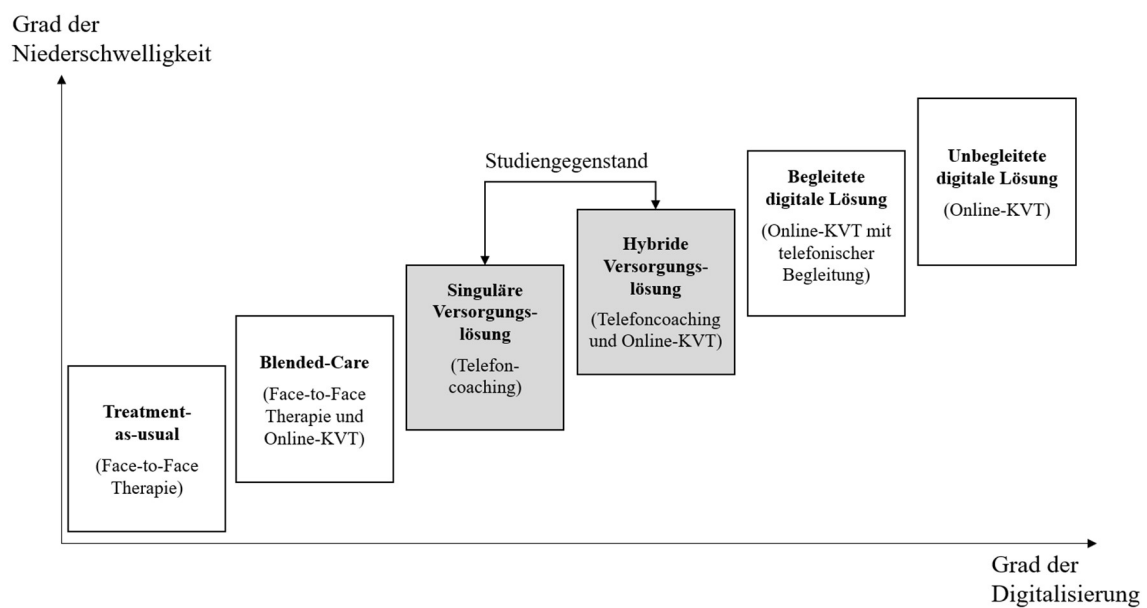 Grad der
Niederschwelligkeit
Studiengegenstand
Treatment-
as-usual
(Face-to-Face
Therapie)
Blended-Care
(Face-to-Face
Therapie und
Online-KVT)
Singuläre
Versorgungs-
lösung
(Telefon-
coaching)
Hybride
Versorgungs-
lösung
(Telefoncoaching
und Online-KVT)
Begleitete
digitale Lösung
(Online-KVT mit
telefonischer
Begleitung)
Unbegleitete
digitale Lösung
(Online-KVT)
Grad der
Digitalisierung